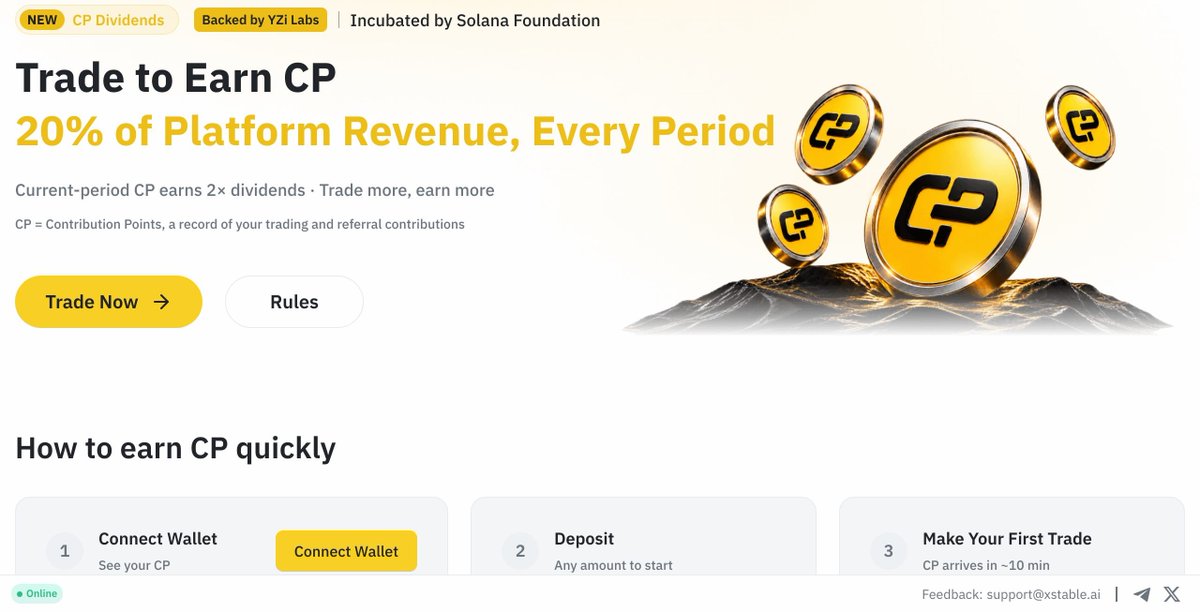 NEW CP Dividends Backed by YZi Labs | Incubated by Solana Foundation
Trade to Earn CP
20% of Platform Revenue, Every Period
Current-period CP earns 2× dividends · Trade more, earn more
CP = Contribution Points, a record of your trading and referral contributions
Trade Now → Rules
CP
CP
CP
CP
How to earn CP quickly
1 Connect Wallet
See your CP
Connect Wallet
2 Deposit
Any amount to start
3 Make Your First Trade
CP arrives in ~10 min
Online
Feedback: support@xstable.ai |